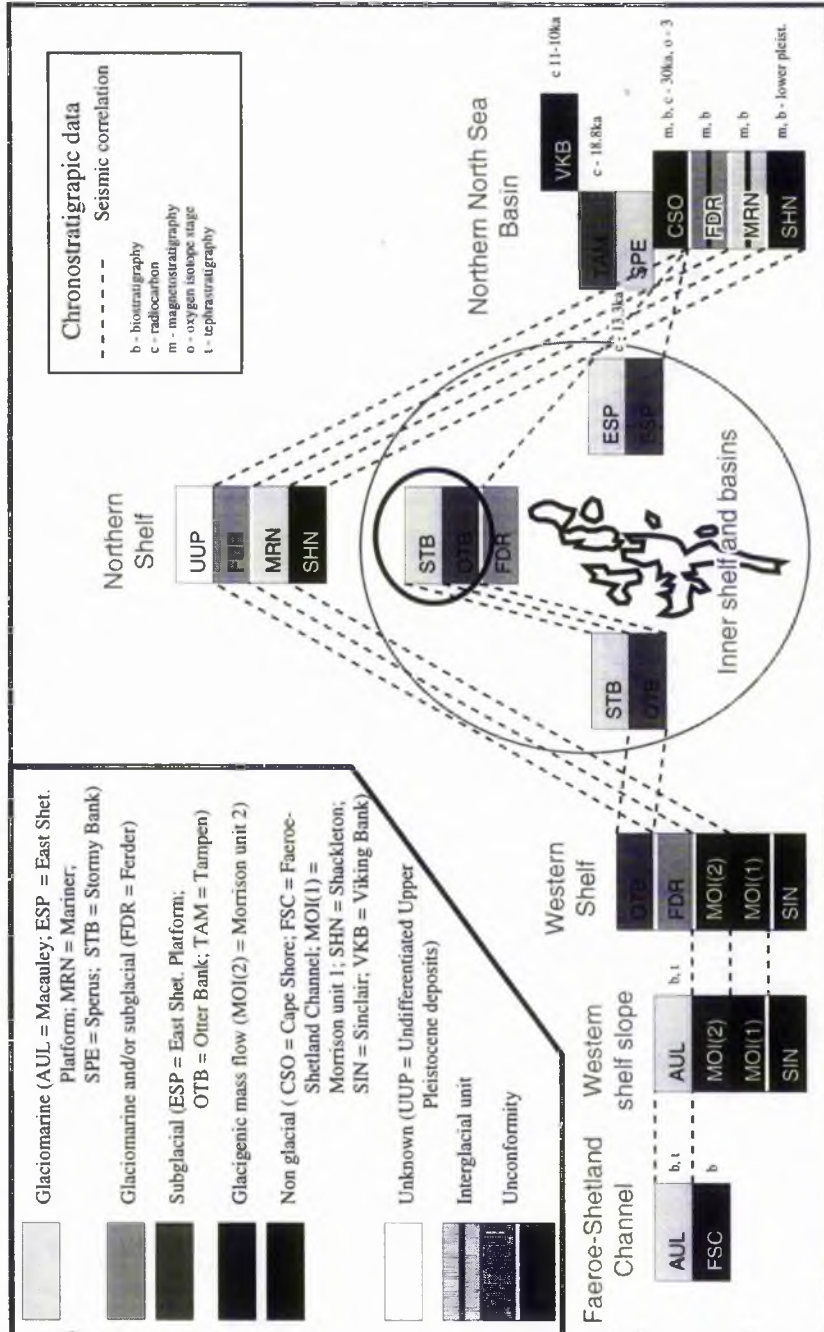 Chronostratigrapic data
Seismic correlation
b - biostratigraphy
c - radiocarbon
m - magnetostratigraphy
o - oxygen isotope stage
t - tephrastratigraphy
Glaciomarine (AUL = Macauley; ESP = East Shet.
Platform; MRN = Mariner;
SPE = Sperus; STB = Stormy Bank)
Glaciomarine and/or subglacial (FDR = Ferder)
Subglacial (ESP = East Shet. Platform;
OTB = Otter Bank; TAM = Tampen)
Glacigenic mass flow (MOI(2) = Morrison unit 2)
Non glacial ( CSO = Cape Shore; FSC = Faeroe-
Shetland Channel; MOI(1) =
Morrison unit 1; SHN = Shackleton;
SIN = Sinclair; VKB = Viking Bank)
Unknown (UUP = Undifferentiated Upper
Pleistocene deposits)
Interglacial unit
Unconformity
Faeroe-Shetland
Channel
b, t
AUL
b
FSC
Western
shelf slope
b, t
AUL
MOI(2)
MOI(1)
SIN
Western
Shelf
OTB
FDR
MOI(2)
MOI(1)
SIN
Northern
Shelf
UUP
FDR
MRN
SHN
STB
OTB
FDR
STB
OTB
ESP
ESP
c - 13.3ka
Inner shelf and basins
Northern North Sea
Basin
VKB
c 11-10ka
TAM
c - 18.8ka
SPE
CSO
m, b, c - 30ka, o - 3
FDR
m, b
MRN
m, b
SHN
m, b - lower pleist.